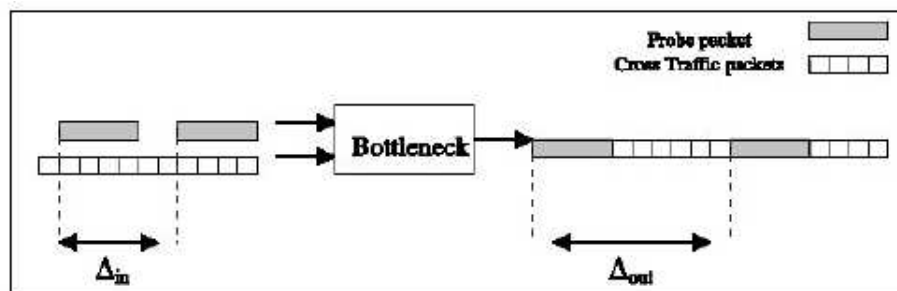 Probe packet
Cross Traffic packets
Bottleneck
Δin
Δout